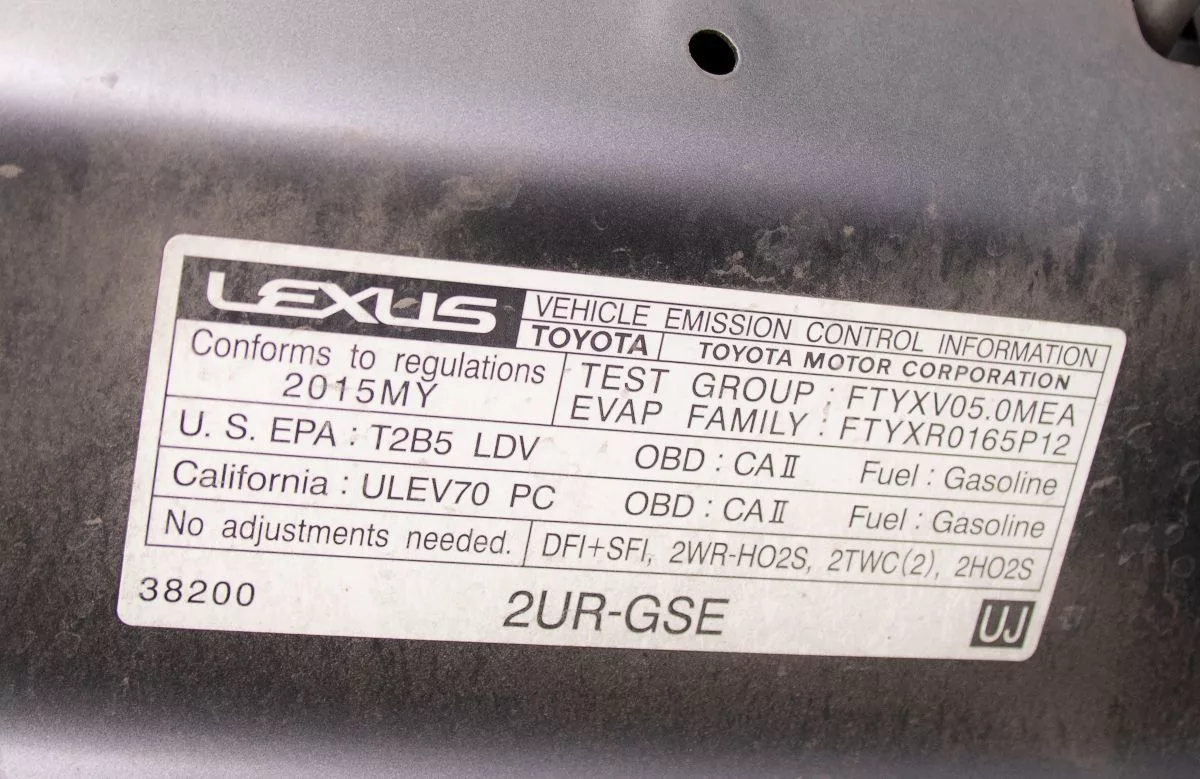 LEXUS VEHICLE EMISSION CONTROL INFORMATION
TOYOTA TOYOTA MOTOR CORPORATION
Conforms to regulations
2015MY
TEST GROUP : FTYXV05.0MEA
EVAP FAMILY : FTYXR0165P12
U. S. EPA : T2B5 LDV OBD : CAⅡ Fuel : Gasoline
California : ULEV70 PC OBD : CAⅡ Fuel : Gasoline
No adjustments needed. DFI+SFI, 2WR-HO2S, 2TWC(2), 2HO2S
38200 2UR-GSE UJ